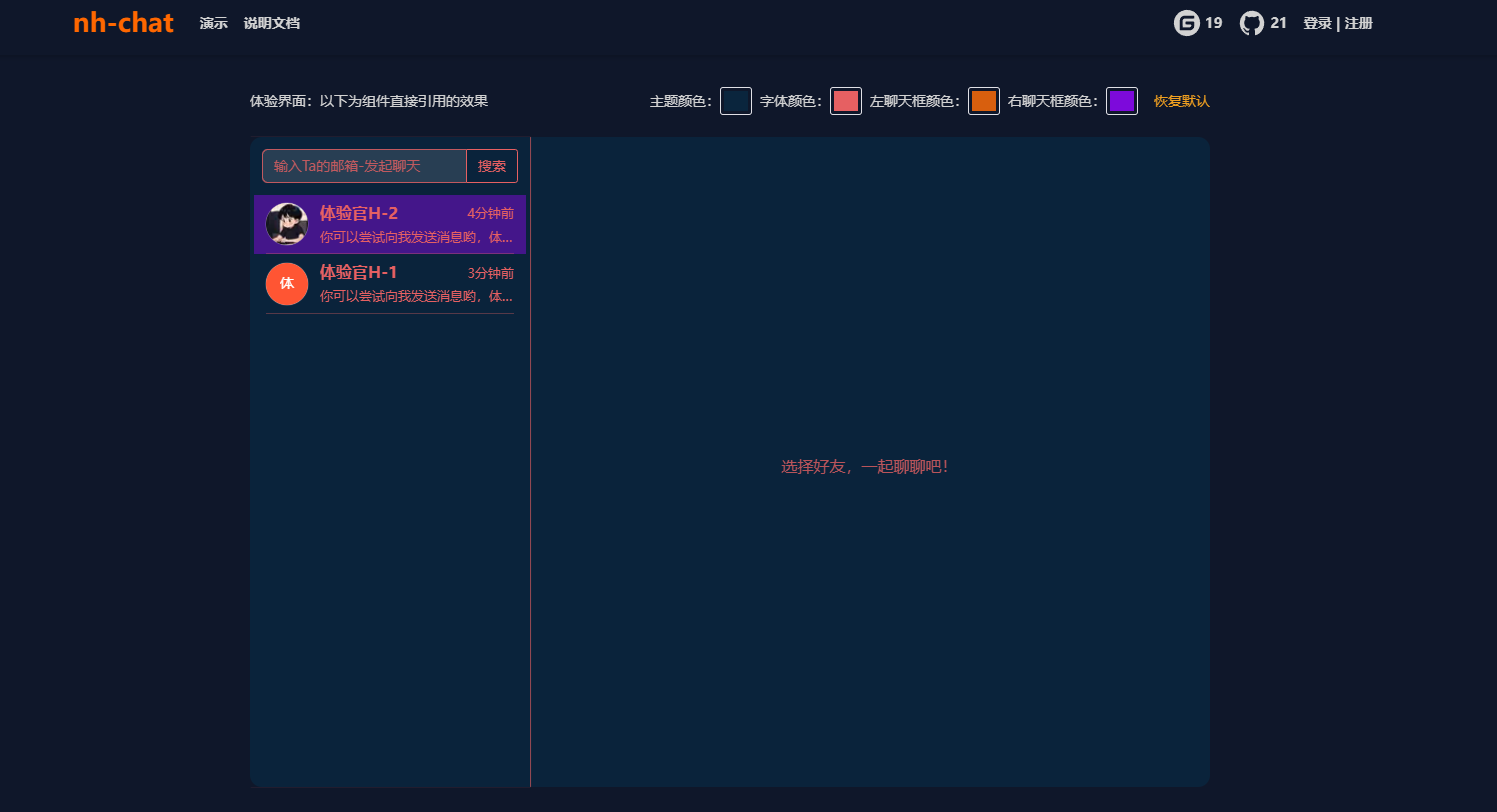 nh-chat 演示 说明文档 19 21 登录 | 注册
体验界面：以下为组件直接引用的效果 主题颜色： 字体颜色： 左聊天框颜色： 右聊天框颜色： 恢复默认
输入Ta的邮箱-发起聊天 搜索
体验官H-2 4分钟前
你可以尝试向我发送消息哟，体...
体 体验官H-1 3分钟前
你可以尝试向我发送消息哟，体...
选择好友，一起聊聊吧！